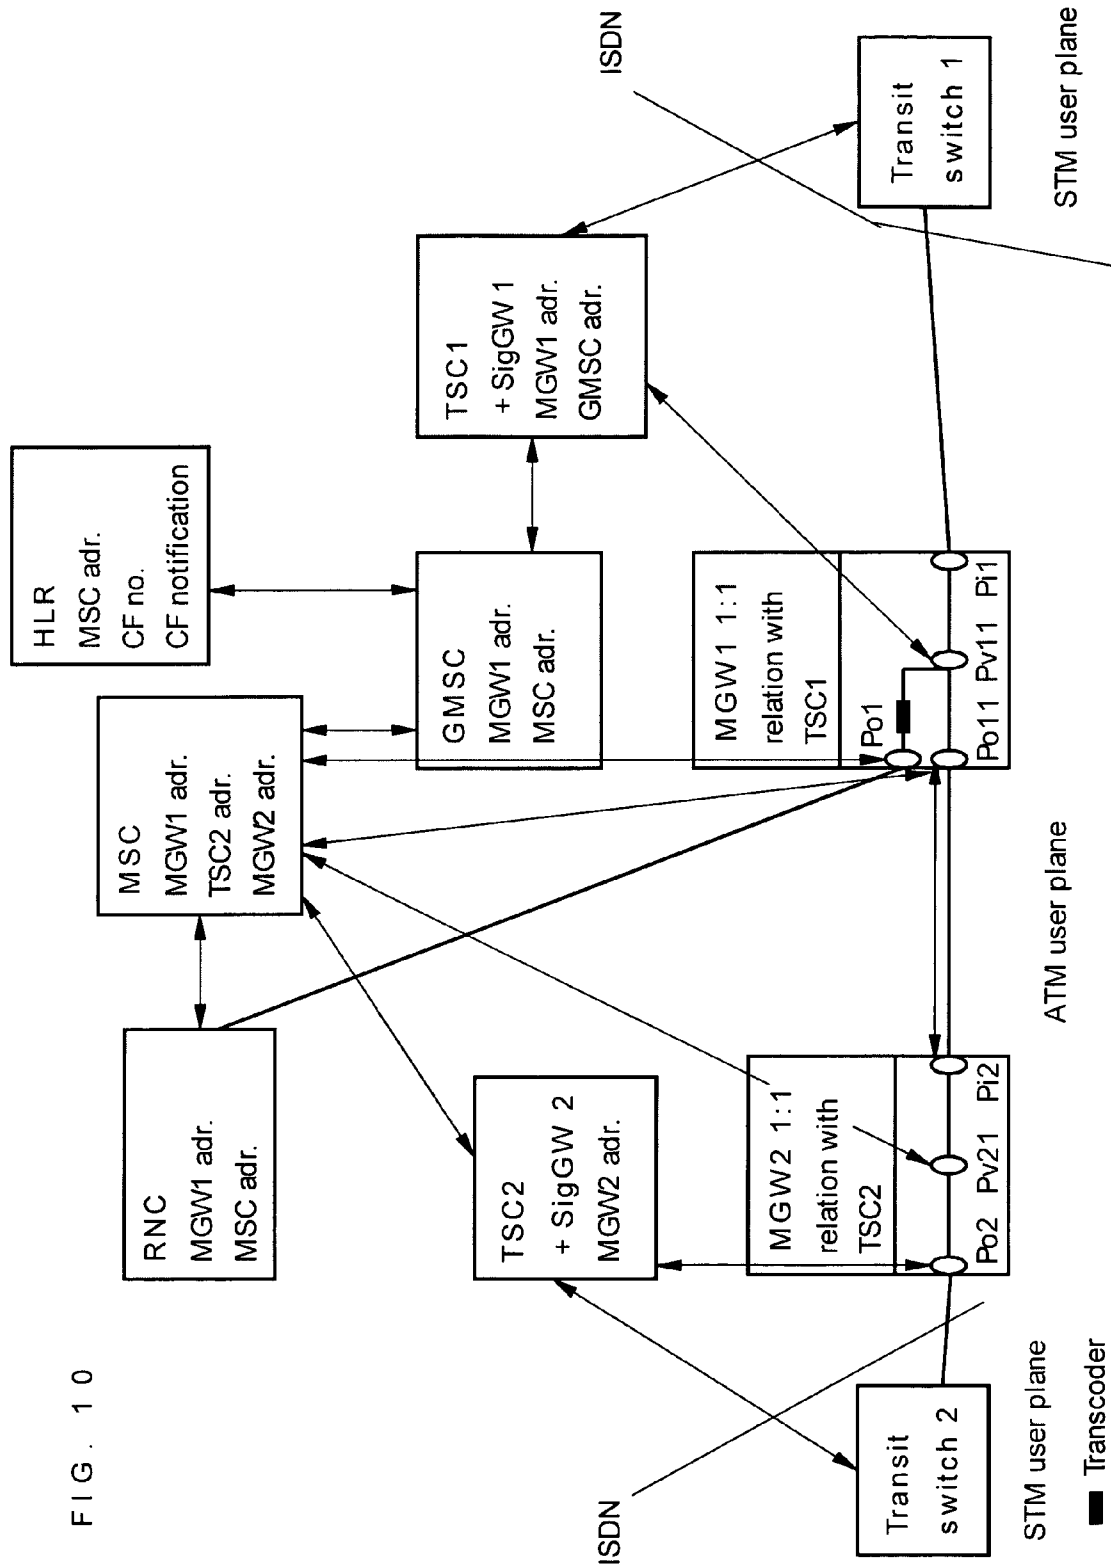 FIG. 10
HLR
MSC adr.
CF no.
CF notification
MSC
MGW1 adr.
TSC2 adr.
MGW2 adr.
RNC
MGW1 adr.
MSC adr.
GMSC
MGW1 adr.
MSC adr.
TSC1
+ SigGW 1
MGW1 adr.
GMSC adr.
TSC2
+ SigGW 2
MGW2 adr.
ISDN
ISDN
MGW2 1:1
relation with
TSC2
Po2 Pv21 Pi2
MGW1 1:1
relation with
TSC1
Po1
Po11 Pv11 Pi1
Transit
switch 2
Transit
switch 1
STM user plane
ATM user plane
STM user plane
Transcoder